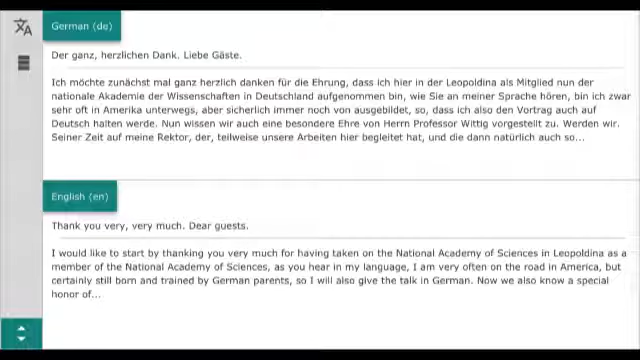 German (de)
Der ganz, herzlichen Dank. Liebe Gäste.
Ich möchte zunächst mal ganz herzlich danken für die Ehrung, dass ich hier in der Leopoldina als Mitglied nun der
nationale Akademie der Wissenschaften in Deutschland aufgenommen bin, wie Sie an meiner Sprache hören, bin ich zwar
sehr oft in Amerika unterwegs, aber sicherlich immer noch von ausgebildet, so, dass ich also den Vortrag auch auf
Deutsch halten werde. Nun wissen wir auch eine besondere Ehre von Herrn Professor Wittig vorgestellt zu. Werden wir.
Seiner Zeit auf meine Rektor, der, teilweise unsere Arbeiten hier begleitet hat, und die dann natürlich auch so...
English (en)
Thank you very, very much. Dear guests.
I would like to start by thanking you very much for having taken on the National Academy of Sciences in Leopoldina as a
member of the National Academy of Sciences, as you hear in my language, I am very often on the road in America, but
certainly still born and trained by German parents, so I will also give the talk in German. Now we also know a special
honor of...